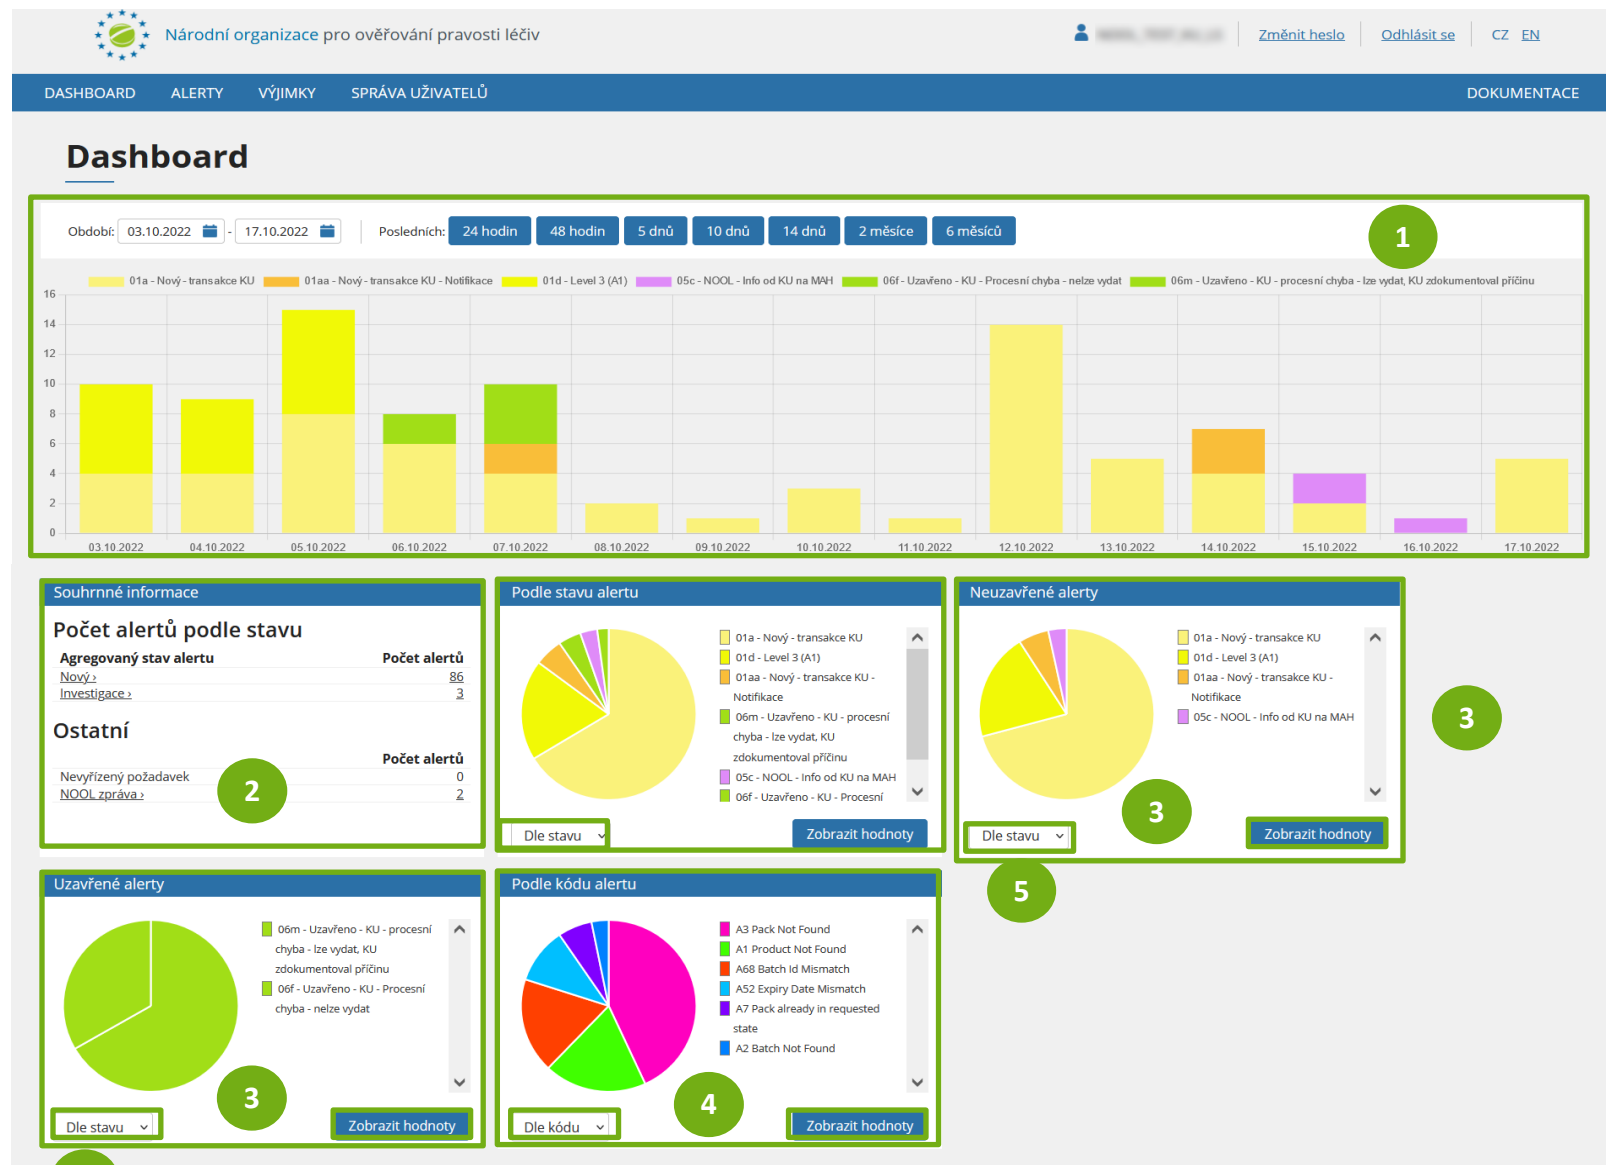 Národní organizace pro ověřování pravosti léčiv
Změnit heslo
Odhlásit se
CZ EN
DASHBOARD ALERTY VÝJIMKY SPRÁVA UŽIVATELŮ DOKUMENTACE
Dashboard
Období: 03.10.2022 - 17.10.2022 Posledních: 24 hodin 48 hodin 5 dnů 10 dnů 14 dnů 2 měsíce 6 měsíců
1
01a - Nový - transakce KU 01aa - Nový - transakce KU - Notifikace 01d - Level 3 (A1) 05c - NOOL - Info od KU na MAH 06f - Uzavřeno - KU - Procesní chyba - nelze vydat 06m - Uzavřeno - KU - procesní chyba - lze vydat, KU zdokumentoval příčinu
16
14
12
10
8
6
4
2
0
03.10.2022 04.10.2022 05.10.2022 06.10.2022 07.10.2022 08.10.2022 09.10.2022 10.10.2022 11.10.2022 12.10.2022 13.10.2022 14.10.2022 15.10.2022 16.10.2022 17.10.2022
Souhrnné informace
Počet alertů podle stavu
Agregovaný stav alertu Počet alertů
Nový › 86
Investigace › 3
Ostatní
Počet alertů
Nevyřízený požadavek 0
NOOL zpráva › 2
2
Podle stavu alertu
01a - Nový - transakce KU
01d - Level 3 (A1)
01aa - Nový - transakce KU -
Notifikace
06m - Uzavřeno - KU - procesní
chyba - lze vydat, KU
zdokumentoval příčinu
05c - NOOL - Info od KU na MAH
06f - Uzavřeno - KU - Procesní
Dle stavu Zobrazit hodnoty
Neuzavřené alerty
01a - Nový - transakce KU
01d - Level 3 (A1)
01aa - Nový - transakce KU -
Notifikace
05c - NOOL - Info od KU na MAH
3
3
Dle stavu Zobrazit hodnoty
5
Uzavřené alerty
06m - Uzavřeno - KU - procesní
chyba - lze vydat, KU
zdokumentoval příčinu
06f - Uzavřeno - KU - Procesní
chyba - nelze vydat
3
Dle stavu Zobrazit hodnoty
Podle kódu alertu
A3 Pack Not Found
A1 Product Not Found
A68 Batch Id Mismatch
A52 Expiry Date Mismatch
A7 Pack already in requested
state
A2 Batch Not Found
4
Dle kódu Zobrazit hodnoty